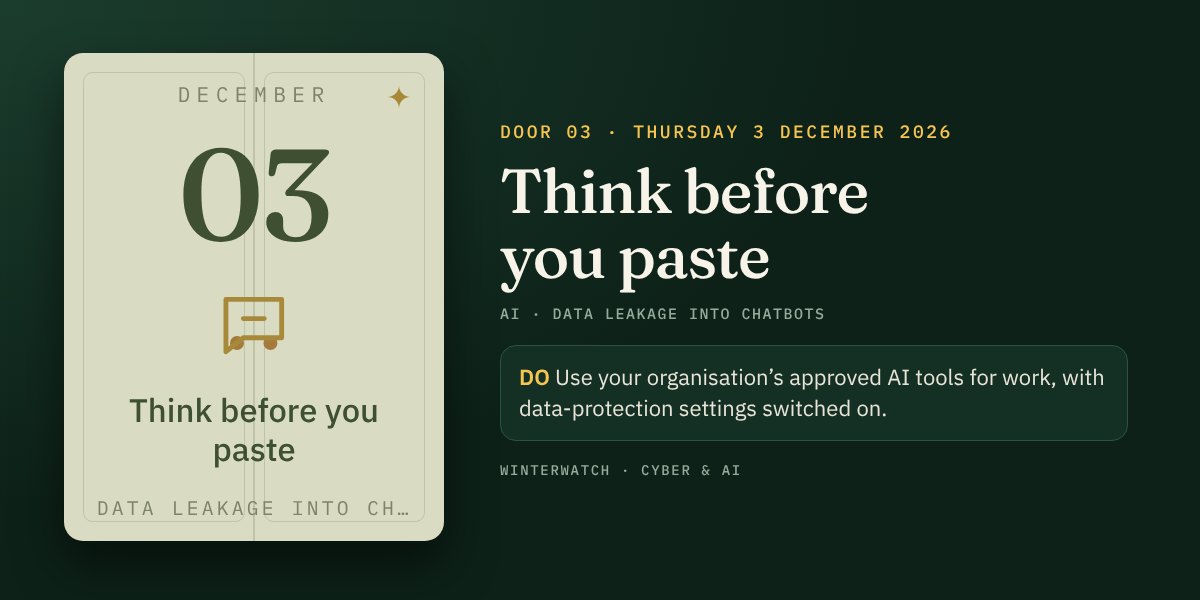 DECEMBER
03
Think before you
paste
DATA LEAKAGE INTO CH…
DOOR 03 · THURSDAY 3 DECEMBER 2026
Think before
you paste
AI · DATA LEAKAGE INTO CHATBOTS
DO Use your organisation’s approved AI tools for work, with
data-protection settings switched on.
WINTERWATCH · CYBER & AI